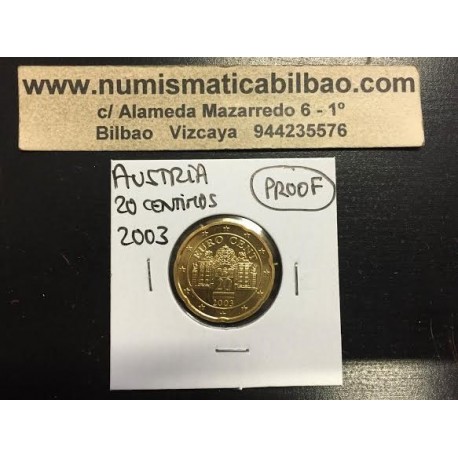 www.numismaticabilbao.com
c/ Alameda Mazarredo 6 - 1º
Bilbao Vizcaya 944235576
AUSTRIA
PROOF
20 CENTIMOS
2003
EURO CENT
20
2003